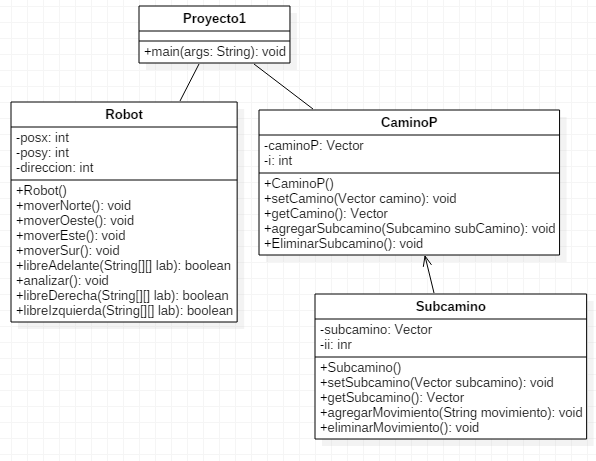 Proyecto1
+main(args: String): void
Robot
-posx: int
-posy: int
-direccion: int
+Robot()
+moverNorte(): void
+moverOeste(): void
+moverEste(): void
+moverSur(): void
+libreAdelante(String[][] lab): boolean
+analizar(): void
+libreDerecha(String[][] lab): boolean
+libreIzquierda(String[][] lab): boolean
CaminoP
-caminoP: Vector
-i: int
+CaminoP()
+setCamino(Vector camino): void
+getCamino(): Vector
+agregarSubcamino(Subcamino subCamino): void
+EliminarSubcamino(): void
Subcamino
-subcamino: Vector
-ii: inr
+Subcamino()
+setSubcamino(Vector subcamino): void
+getSubcamino(): Vector
+agregarMovimiento(String movimiento): void
+eliminarMovimiento(): void